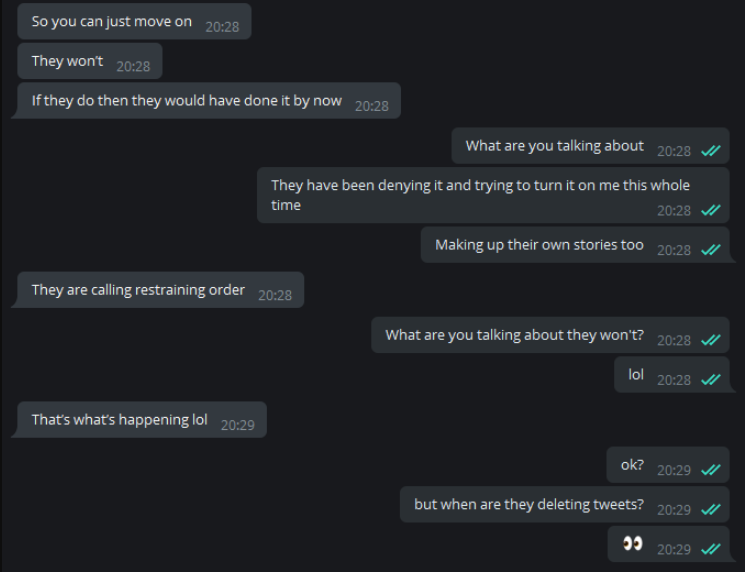 So you can just move on 20:28
They won't 20:28
If they do then they would have done it by now 20:28
What are you talking about 20:28
They have been denying it and trying to turn it on me this whole
time 20:28
Making up their own stories too 20:28
They are calling restraining order 20:28
What are you talking about they won't? 20:28
lol 20:28
That's what's happening lol 20:29
ok? 20:29
but when are they deleting tweets? 20:29
👀 20:29